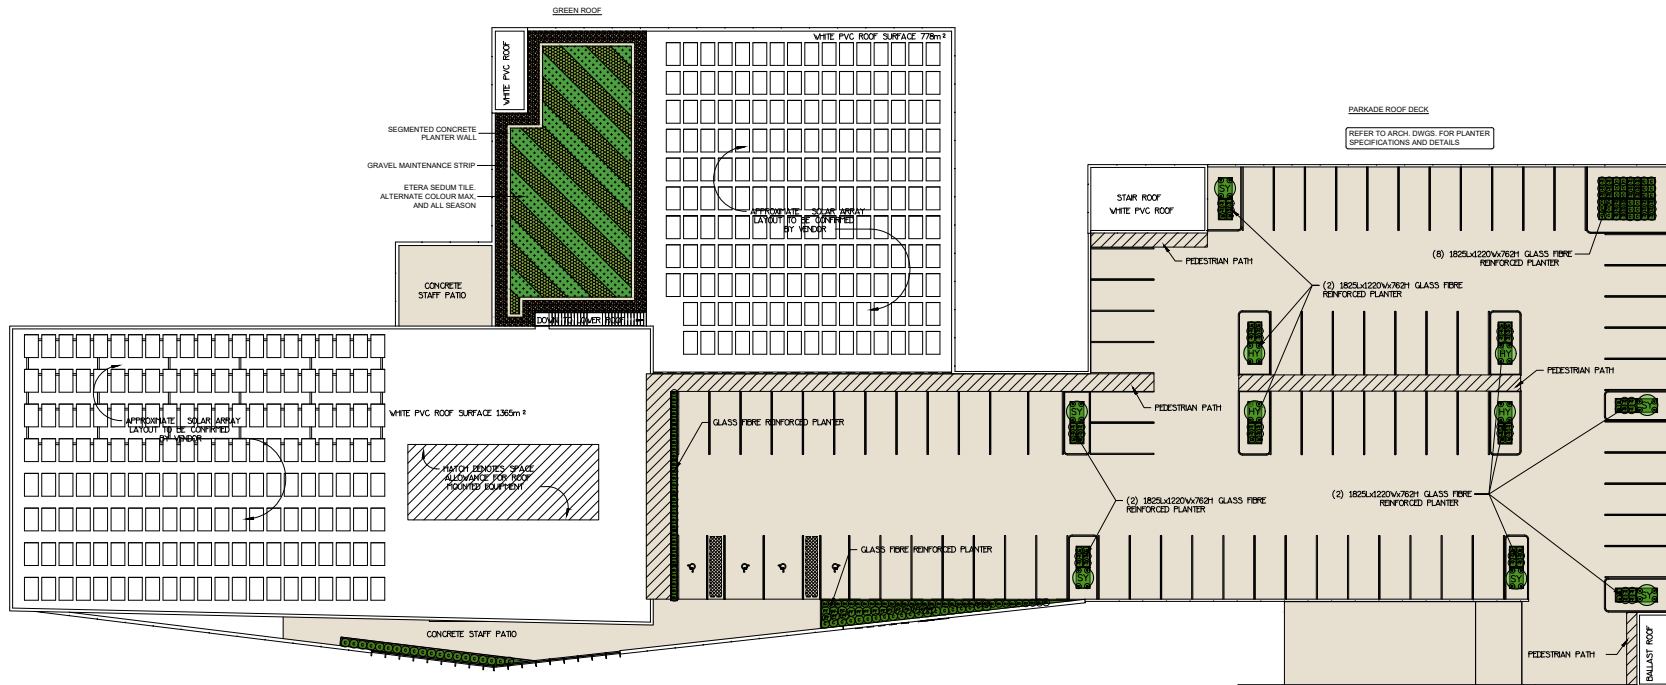 GREEN ROOF
WHITE PVC ROOF
WHITE PVC ROOF SURFACE 778m²
SEGMENTED CONCRETE
PLANTER WALL
GRAVEL MAINTENANCE STRIP
ETERA SEDUM TILE.
ALTERNATE COLOUR MAX,
AND ALL SEASON
APPROXIMATE SOLAR ARRAY
LAYOUT TO BE CONFIRMED
BY VENDOR
CONCRETE
STAFF PATIO
DOWN TO LOWER ROOF
PARKADE ROOF DECK
REFER TO ARCH. DWGS. FOR PLANTER
SPECIFICATIONS AND DETAILS
STAIR ROOF
WHITE PVC ROOF
SY
PEDESTRIAN PATH
(8) 1825Lx1220Wx762H GLASS FIBRE
REINFORCED PLANTER
(2) 1825Lx1220Wx762H GLASS FIBRE
REINFORCED PLANTER
HY
HY
PEDESTRIAN PATH
PEDESTRIAN PATH
SY
HY
HY
SY
WHITE PVC ROOF SURFACE 1365m²
APPROXIMATE SOLAR ARRAY
LAYOUT TO BE CONFIRMED
BY VENDOR
GLASS FIBRE REINFORCED PLANTER
HATCH DENOTES SPACE
ALLOWANCE FOR ROOF
MOUNTED EQUIPMENT
(2) 1825Lx1220Wx762H GLASS FIBRE
REINFORCED PLANTER
(2) 1825Lx1220Wx762H GLASS FIBRE
REINFORCED PLANTER
GLASS FIBRE REINFORCED PLANTER
SY
SY
SY
CONCRETE STAFF PATIO
PEDESTRIAN PATH
BALLAST ROOF